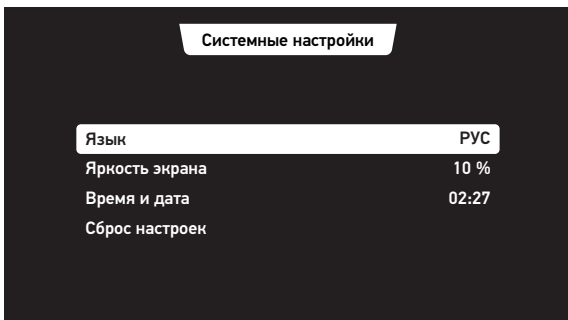 Системные настройки
Язык РУС
Яркость экрана 10 %
Время и дата 02:27
Сброс настроек